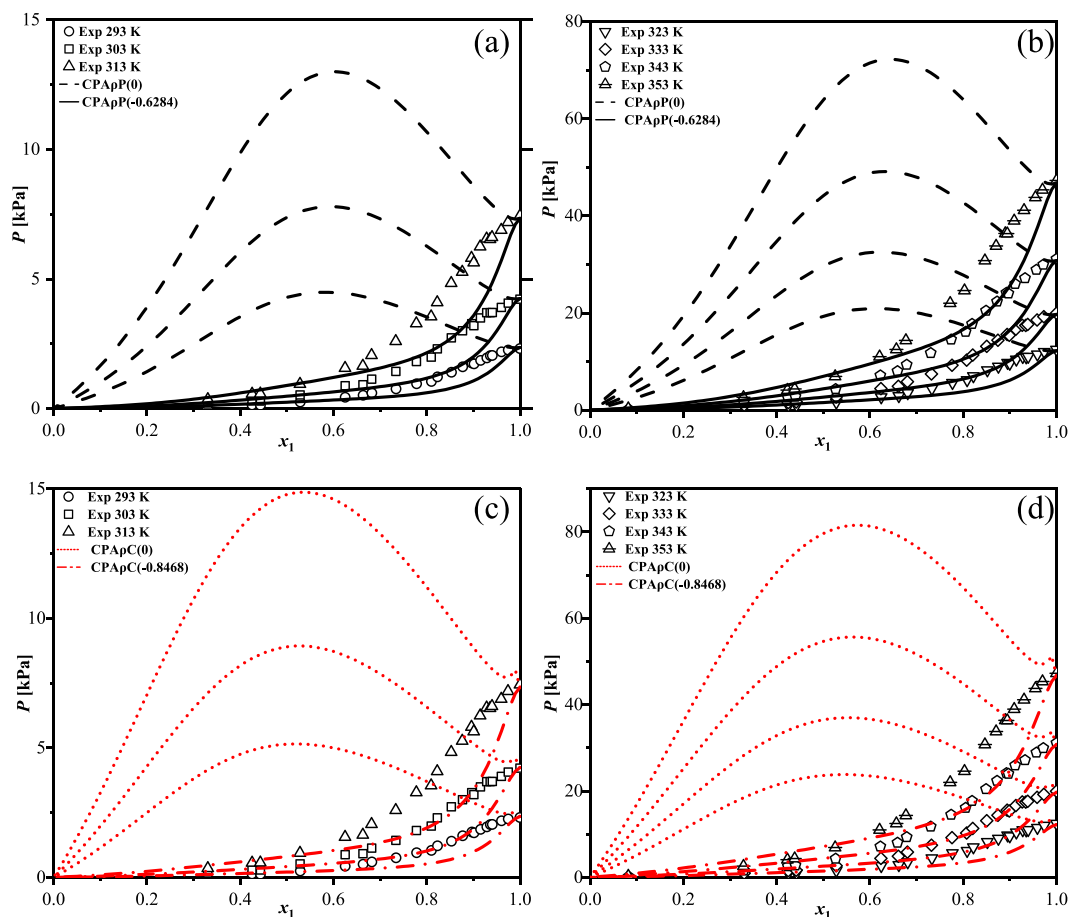 (a)
Exp 293 K
Exp 303 K
Exp 313 K
CPAρP(0)
CPAρP(-0.6284)
15
10
5
0
P [kPa]
0.0 0.2 0.4 0.6 0.8 1.0
x1
(b)
Exp 323 K
Exp 333 K
Exp 343 K
Exp 353 K
CPAρP(0)
CPAρP(-0.6284)
80
60
40
20
0
P [kPa]
0.0 0.2 0.4 0.6 0.8 1.0
x1
(c)
Exp 293 K
Exp 303 K
Exp 313 K
CPAρC(0)
CPAρC(-0.8468)
15
10
5
0
P [kPa]
0.0 0.2 0.4 0.6 0.8 1.0
x1
(d)
Exp 323 K
Exp 333 K
Exp 343 K
Exp 353 K
CPAρC(0)
CPAρC(-0.8468)
80
60
40
20
0
P [kPa]
0.0 0.2 0.4 0.6 0.8 1.0
x1